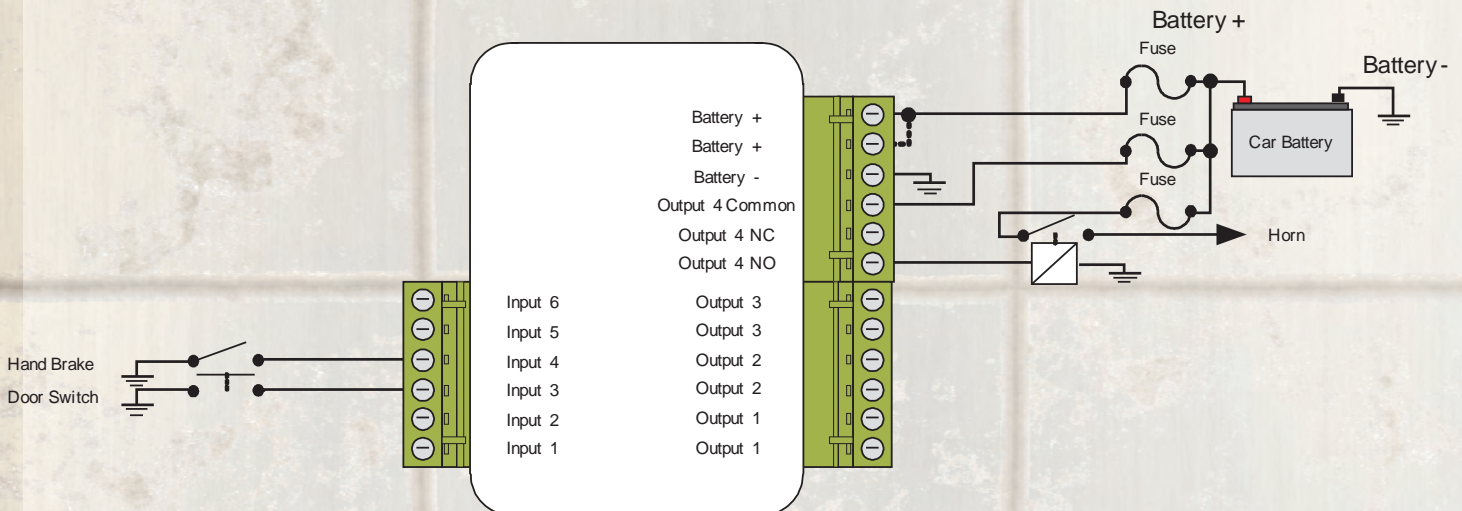 Battery +
Fuse
Battery -
Battery +
Fuse
Car Battery
Battery +
Battery -
Fuse
Output 4 Common
Output 4 NC
Horn
Output 4 NO
Input 6
Output 3
Input 5
Output 3
Hand Brake
Input 4
Output 2
Door Switch
Input 3
Output 2
Input 2
Output 1
Input 1
Output 1